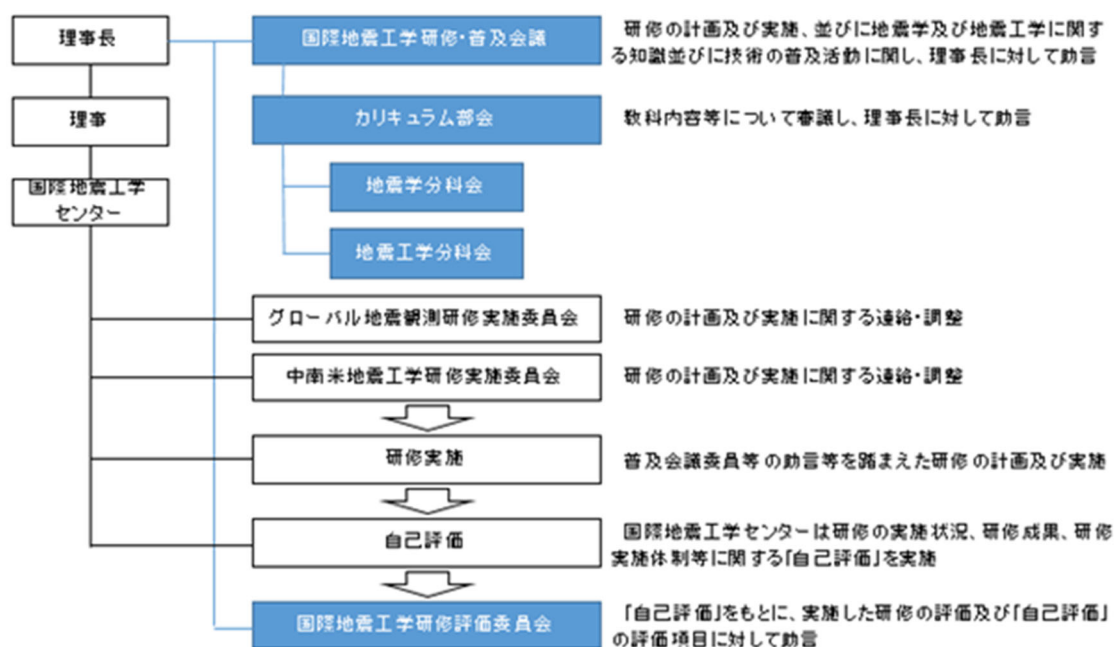 理事長
国際地震工学研修・普及会議
研修の計画及び実施、並びに地震学及び地震工学に関す
る知識並びに技術の普及活動に関し、理事長に対して助言
理事
カリキュラム部会
教科内容等について審議し、理事長に対して助言
国際地震工学
センター
地震学分科会
地震工学分科会
グローバル地震観測研修実施委員会
研修の計画及び実施に関する連絡・調整
中南米地震工学研修実施委員会
研修の計画及び実施に関する連絡・調整
研修実施
普及会議委員等の助言等を踏まえた研修の計画及び実施
自己評価
国際地震工学センターは研修の実施状況、研修成果、研修
実施体制等に関する「自己評価」を実施
国際地震工学研修評価委員会
「自己評価」をもとに、実施した研修の評価及び「自己評価」
の評価項目に対して助言